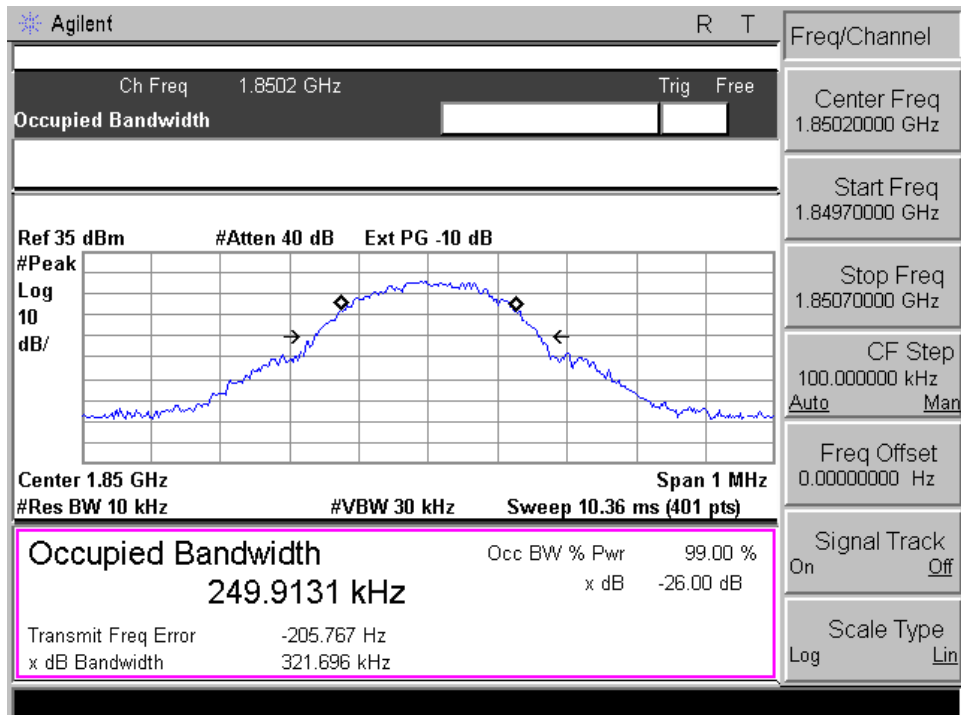 Agilent R T
Ch Freq 1.8502 GHz Trig Free
Occupied Bandwidth
Ref 35 dBm #Atten 40 dB Ext PG -10 dB
#Peak
Log
10
dB/
Center 1.85 GHz Span 1 MHz
#Res BW 10 kHz #VBW 30 kHz Sweep 10.36 ms (401 pts)
Occupied Bandwidth Occ BW % Pwr 99.00 %
249.9131 kHz x dB -26.00 dB
Transmit Freq Error -205.767 Hz
x dB Bandwidth 321.696 kHz
Freq/Channel
Center Freq
1.85020000 GHz
Start Freq
1.84970000 GHz
Stop Freq
1.85070000 GHz
CF Step
100.000000 kHz
Auto Man
Freq Offset
0.00000000 Hz
Signal Track
On Off
Scale Type
Log Lin